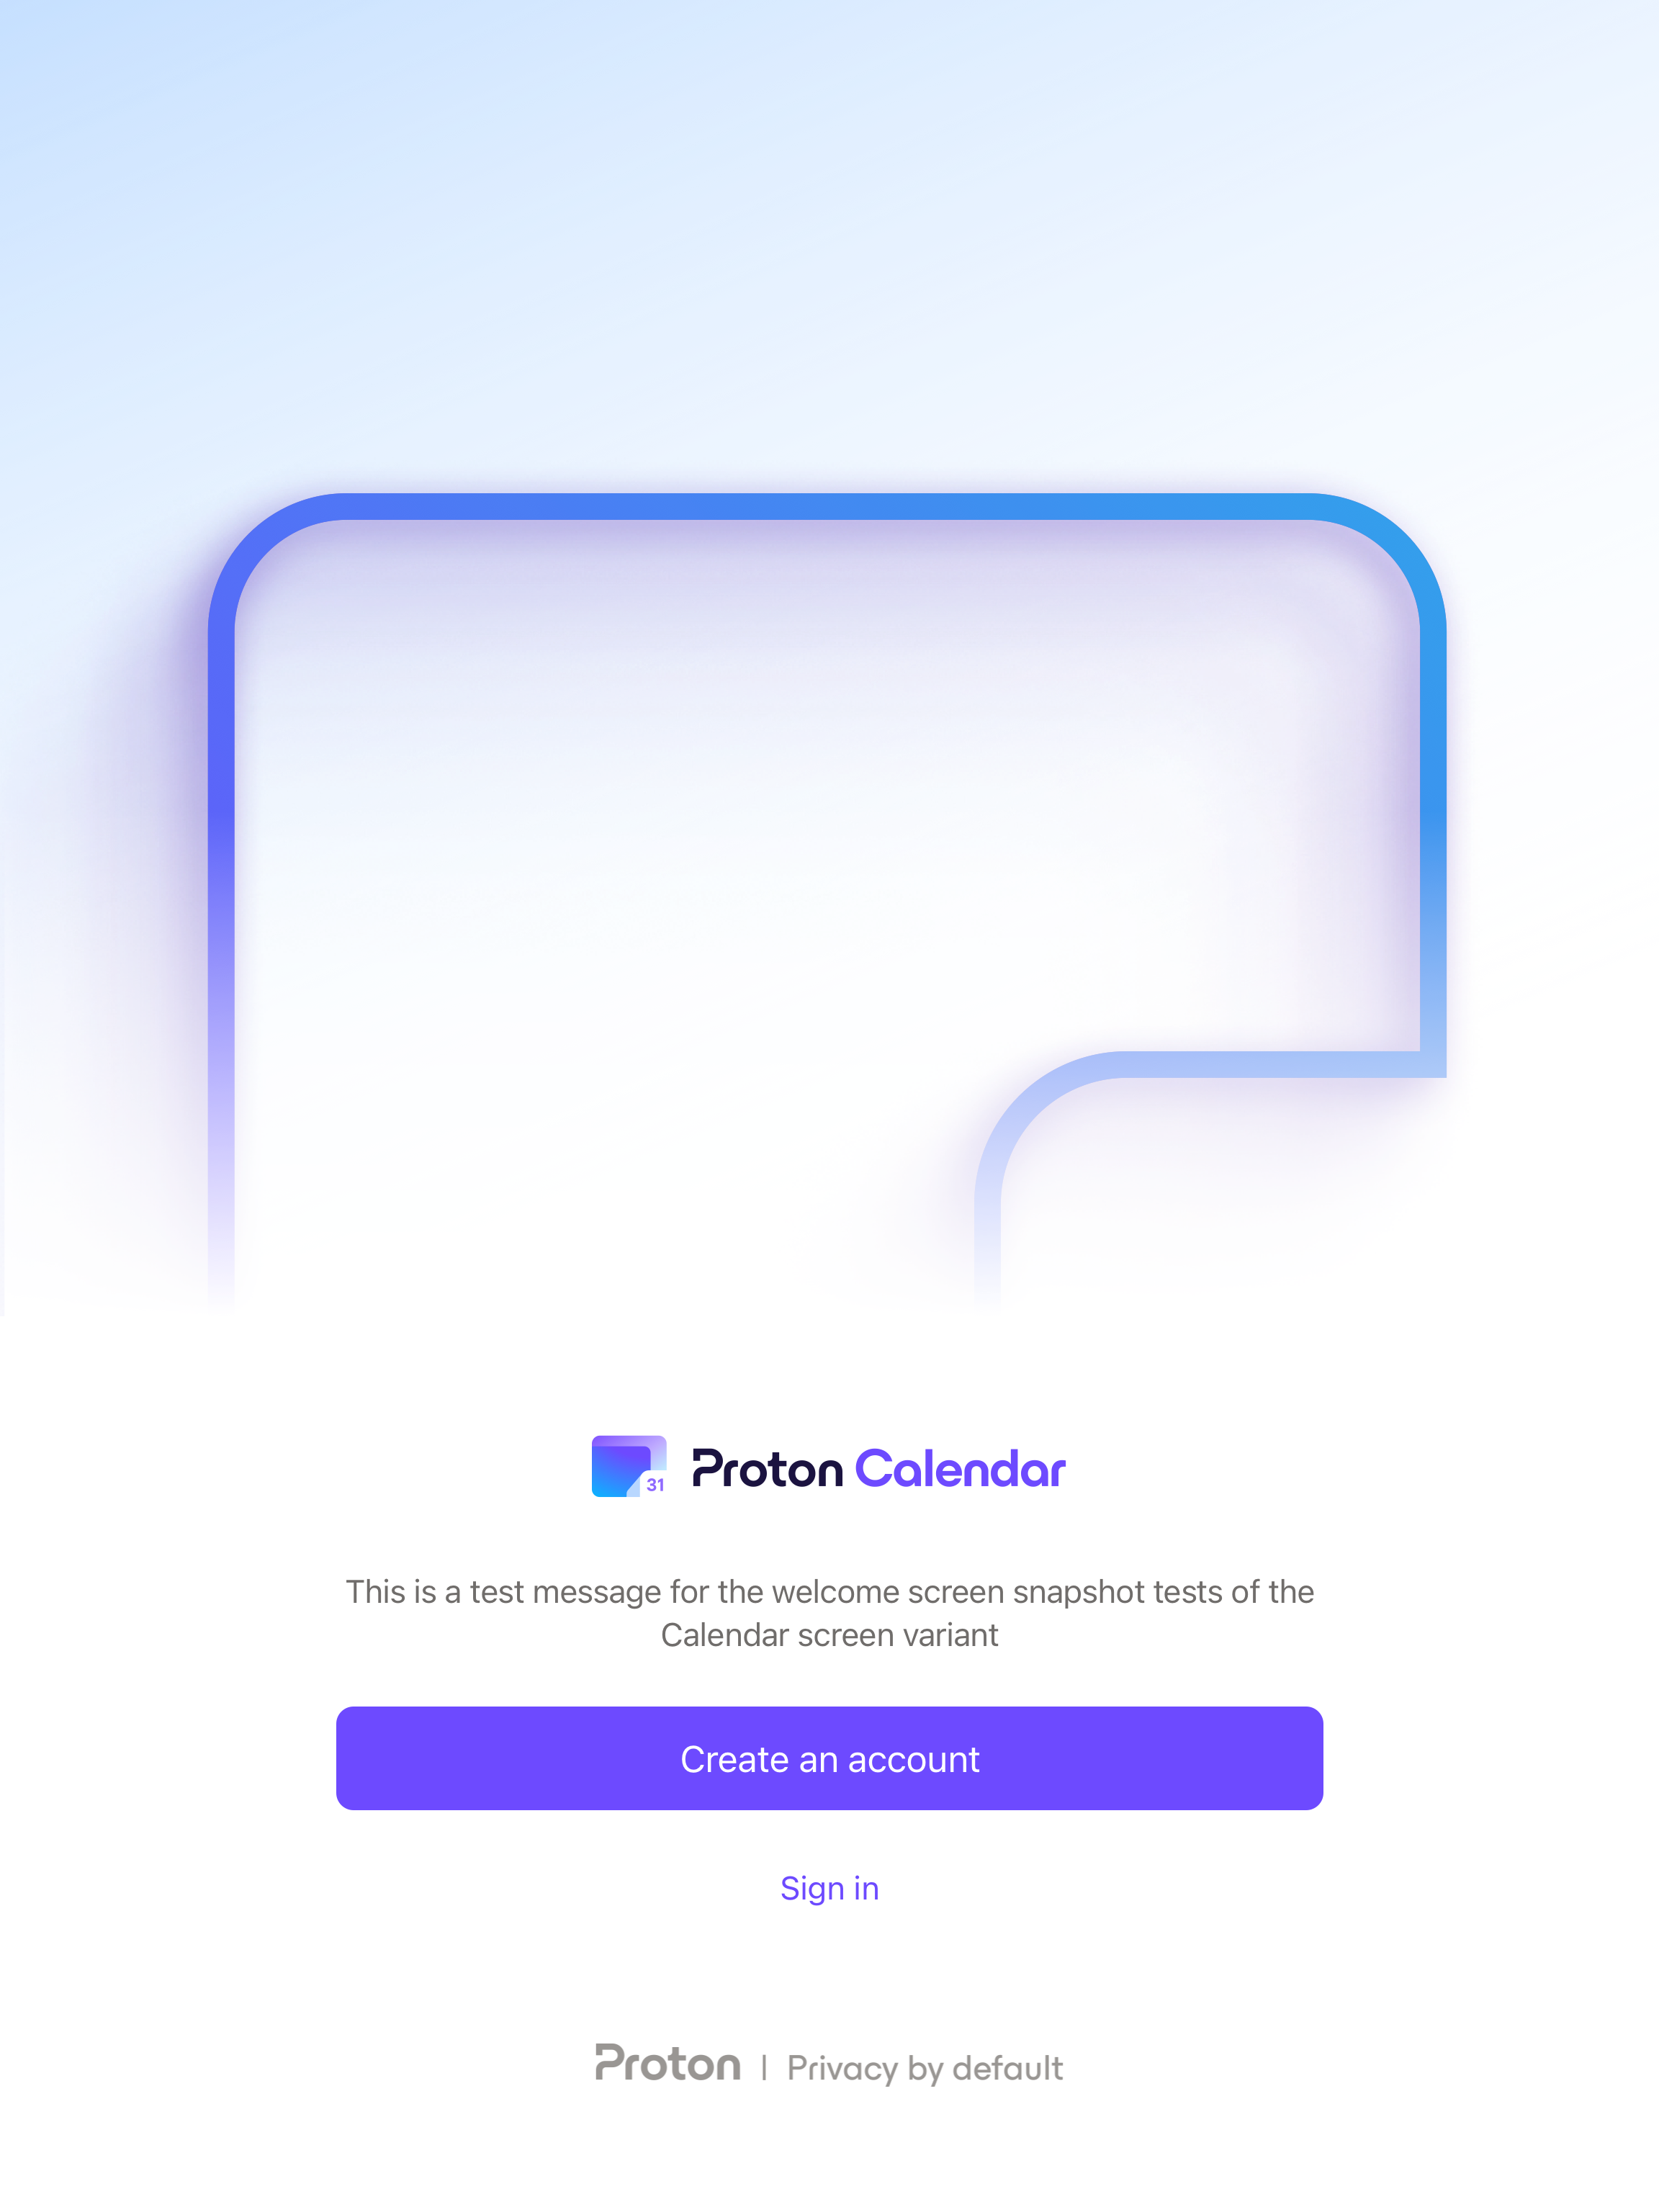 31
Proton Calendar
This is a test message for the welcome screen snapshot tests of the
Calendar screen variant
Create an account
Sign in
Proton | Privacy by default